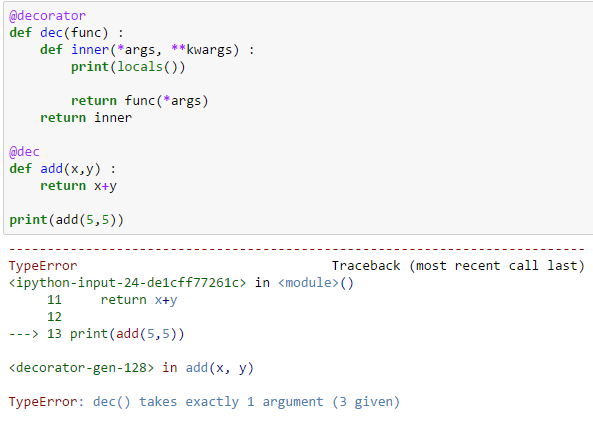 @decorator
def dec(func) :
    def inner(*args, **kwargs) :
        print(locals())
        return func(*args)
    return inner
@dec
def add(x,y) :
    return x+y
print(add(5,5))
---------------------------------------------------------------------------
TypeError                                 Traceback (most recent call last)
<ipython-input-24-de1cff77261c> in <module>()
     11     return x+y
     12
---> 13 print(add(5,5))
<decorator-gen-128> in add(x, y)
TypeError: dec() takes exactly 1 argument (3 given)